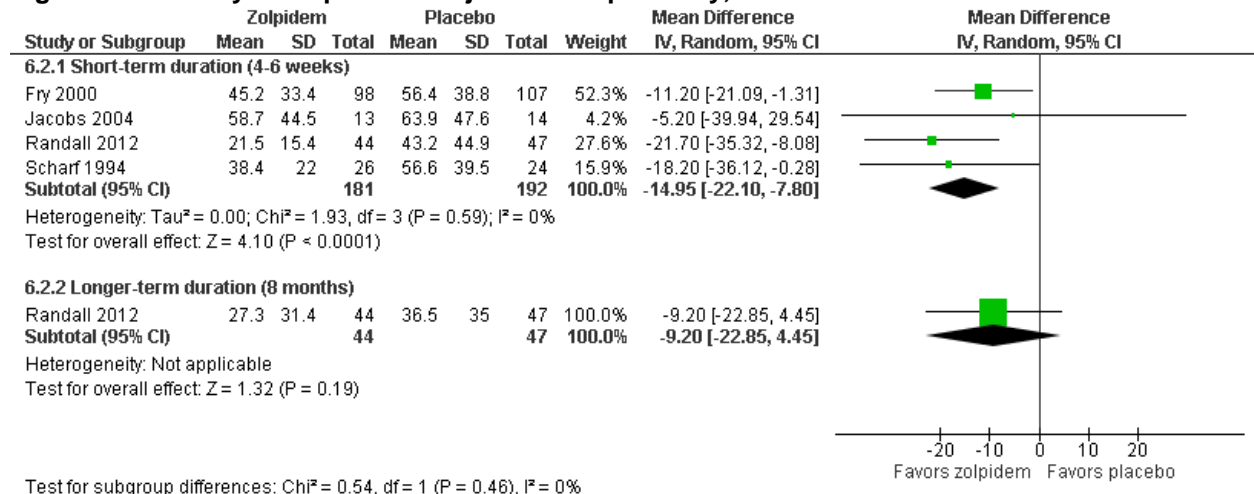 Zolpidem Placebo Mean Difference Mean Difference
Study or Subgroup Mean SD Total Mean SD Total Weight IV, Random, 95% CI IV, Random, 95% CI
6.2.1 Short-term duration (4-6 weeks)
Fry 2000 45.2 33.4 98 56.4 38.8 107 52.3% -11.20 [-21.09, -1.31]
Jacobs 2004 58.7 44.5 13 63.9 47.6 14 4.2% -5.20 [-39.94, 29.54]
Randall 2012 21.5 15.4 44 43.2 44.9 47 27.6% -21.70 [-35.32, -8.08]
Scharf 1994 38.4 22 26 56.6 39.5 24 15.9% -18.20 [-36.12, -0.28]
Subtotal (95% CI) 181 192 100.0% -14.95 [-22.10, -7.80]
Heterogeneity: Tau² = 0.00; Chi² = 1.93, df = 3 (P = 0.59); I² = 0%
Test for overall effect: Z = 4.10 (P < 0.0001)
6.2.2 Longer-term duration (8 months)
Randall 2012 27.3 31.4 44 36.5 35 47 100.0% -9.20 [-22.85, 4.45]
Subtotal (95% CI) 44 47 100.0% -9.20 [-22.85, 4.45]
Heterogeneity: Not applicable
Test for overall effect: Z = 1.32 (P = 0.19)
-20 -10 0 10 20
Favors zolpidem Favors placebo
Test for subgroup differences: Chi² = 0.54, df = 1 (P = 0.46), I² = 0%